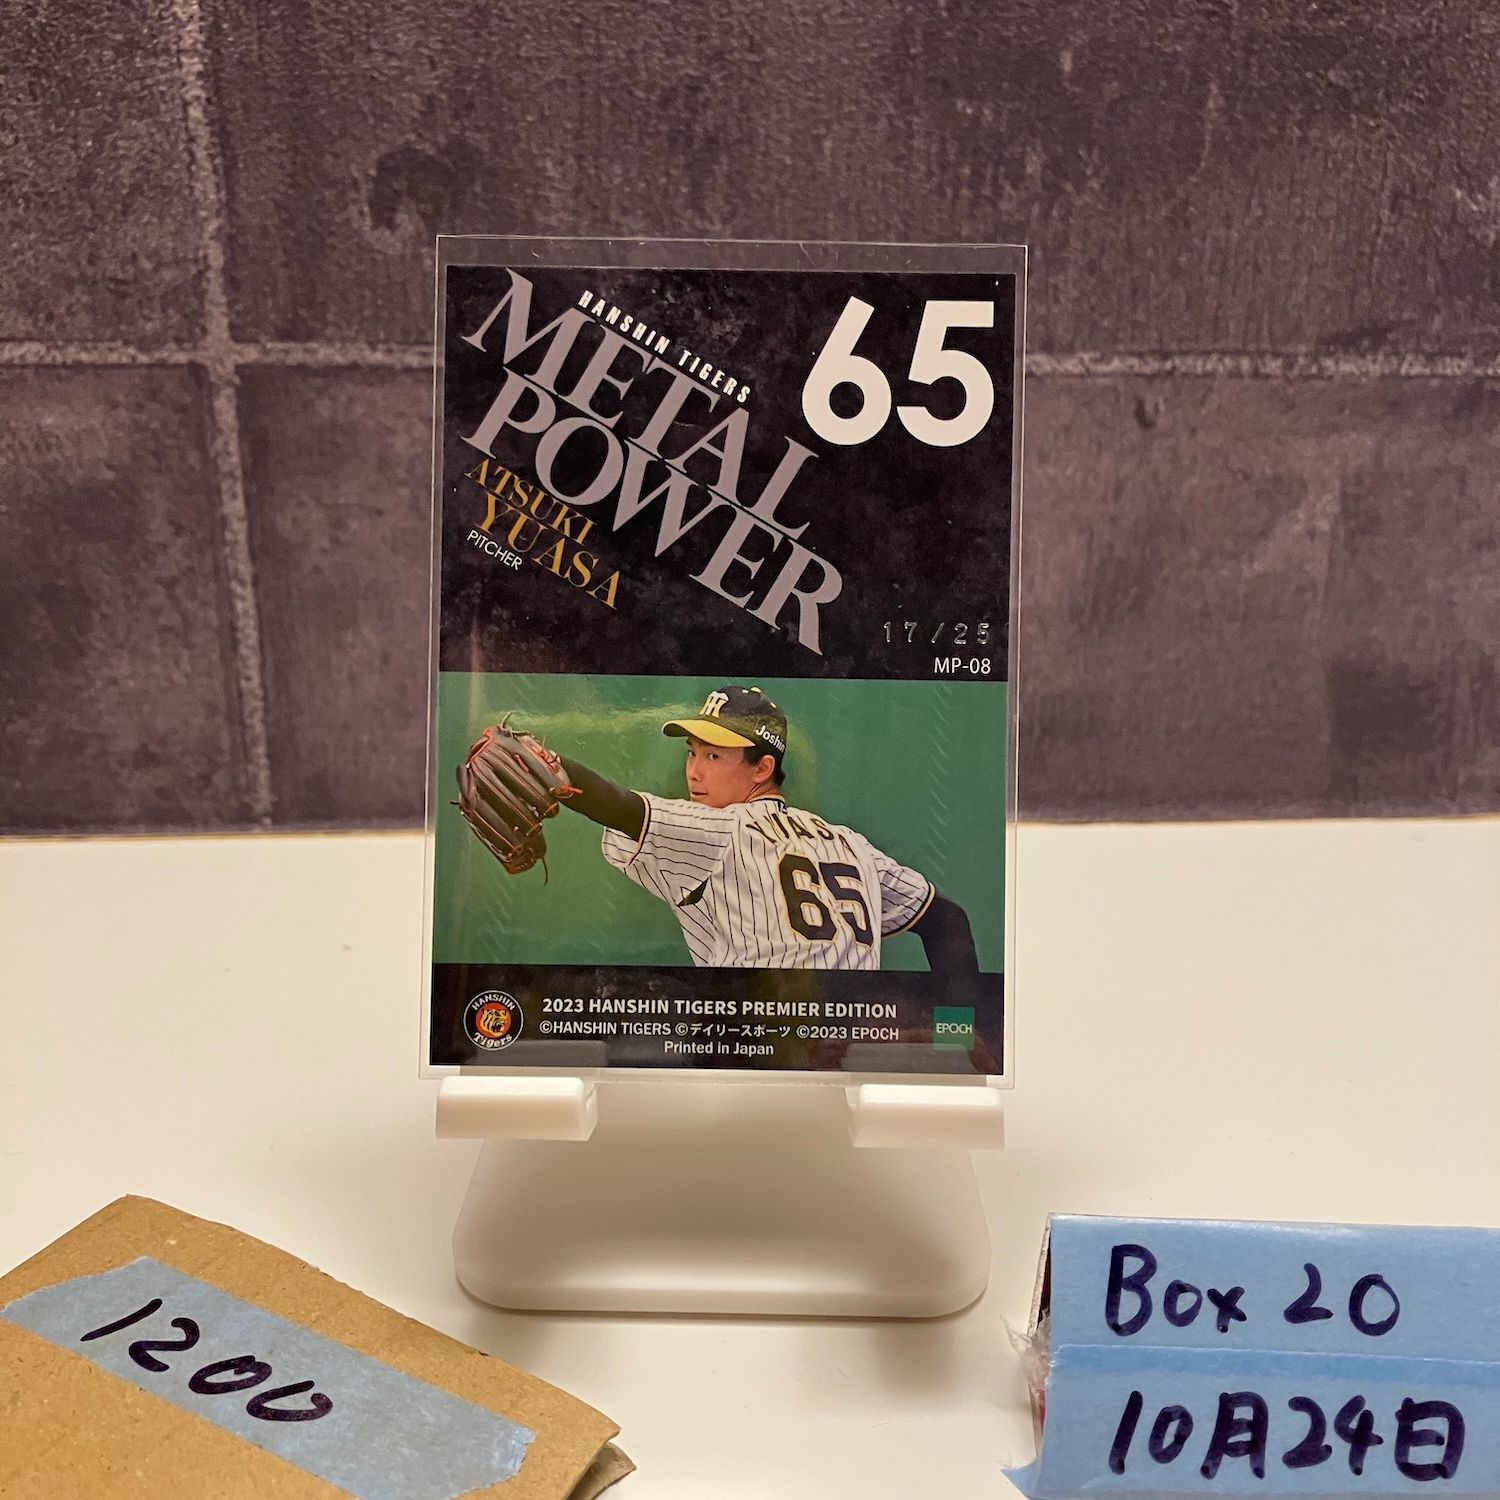 HANSHIN TIGERS
METAL
POWER
65
ATSUKI
YUASA
PITCHER
17/25
MP-08
Joshin
YUASA
65
HANSHIN
Tigers
2023 HANSHIN TIGERS PREMIER EDITION
©HANSHIN TIGERS ©デイリースポーツ ©2023 EPOCH
Printed in Japan
EPOCH
1200
Box 20
10月24日